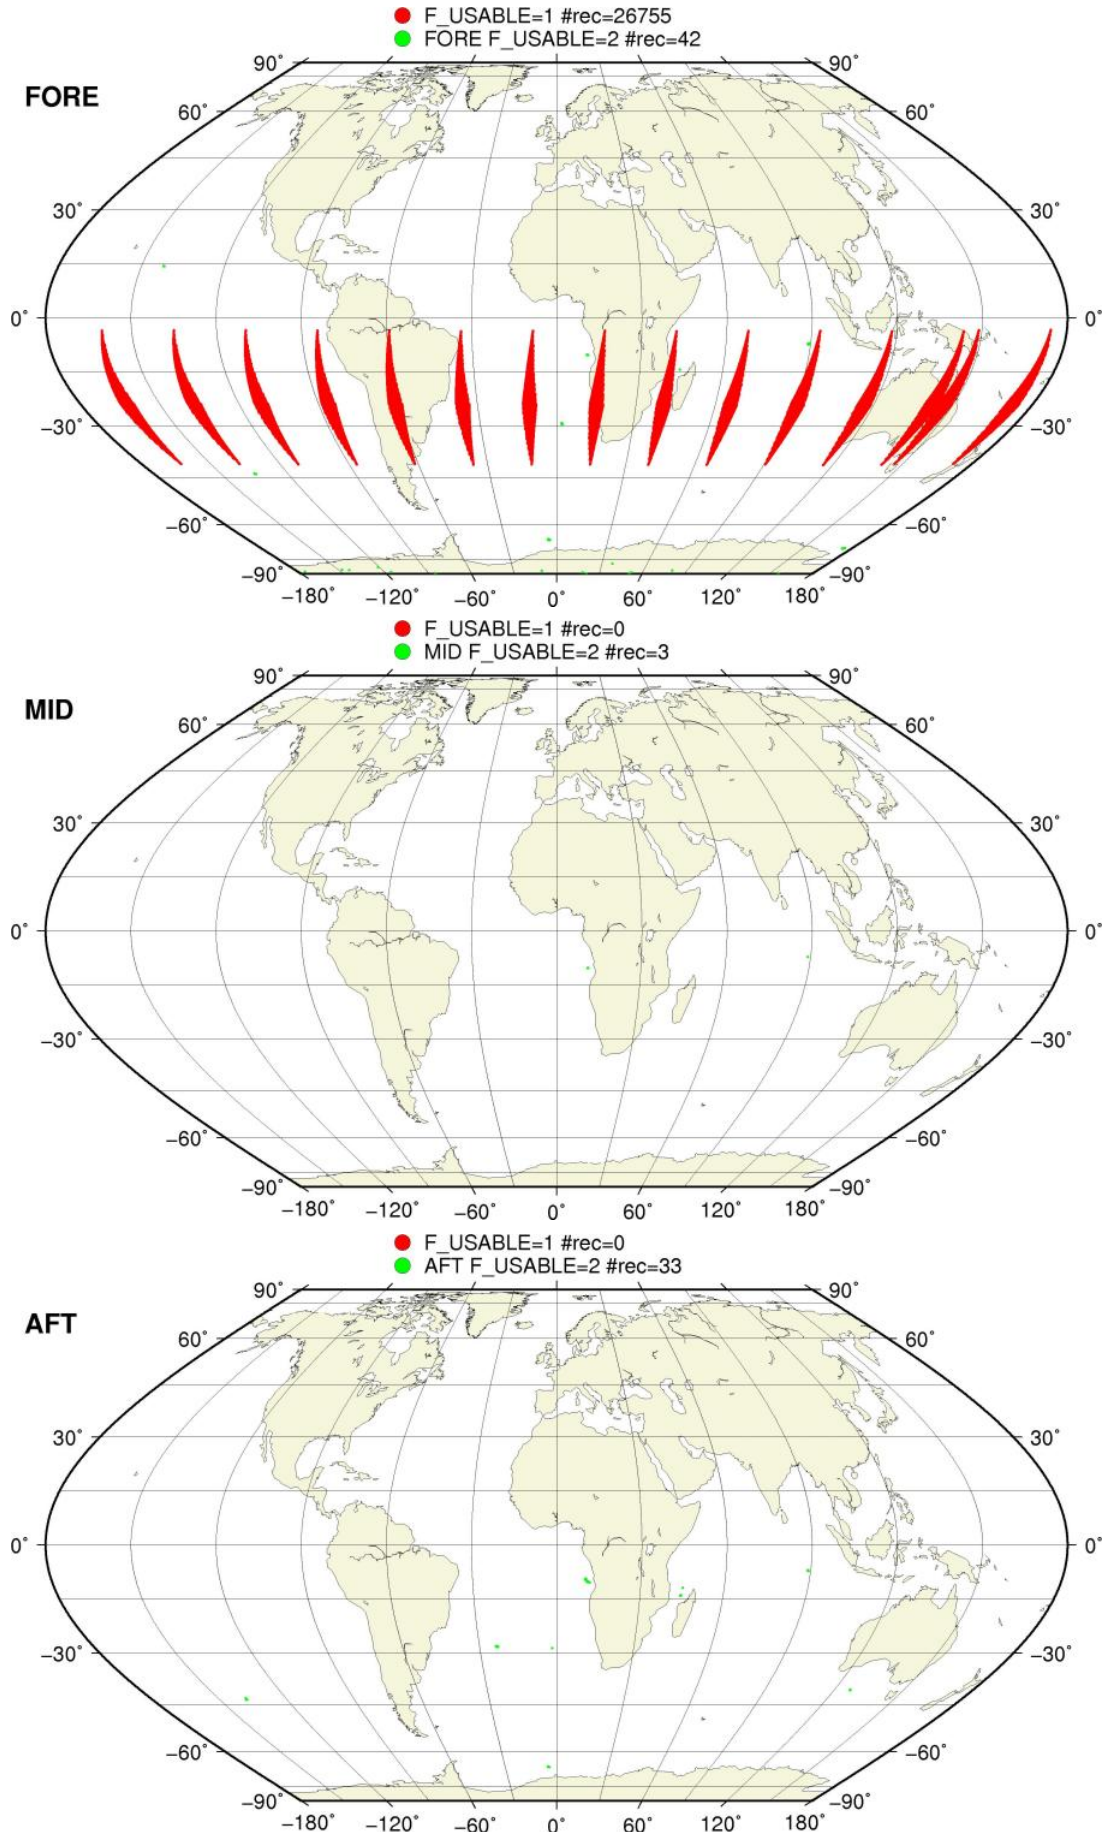 F_USABLE=1 #rec=26755
FORE F_USABLE=2 #rec=42
FORE
90˚ 90˚
60˚ 60˚
30˚ 30˚
0˚ 0˚
−30˚ −30˚
−60˚ −60˚
−90˚ −90˚
−180˚ −120˚ −60˚ 0˚ 60˚ 120˚ 180˚
F_USABLE=1 #rec=0
MID F_USABLE=2 #rec=3
MID
90˚ 90˚
60˚ 60˚
30˚ 30˚
0˚ 0˚
−30˚ −30˚
−60˚ −60˚
−90˚ −90˚
−180˚ −120˚ −60˚ 0˚ 60˚ 120˚ 180˚
F_USABLE=1 #rec=0
AFT F_USABLE=2 #rec=33
AFT
90˚ 90˚
60˚ 60˚
30˚ 30˚
0˚ 0˚
−30˚ −30˚
−60˚ −60˚
−90˚ −90˚
−180˚ −120˚ −60˚ 0˚ 60˚ 120˚ 180˚